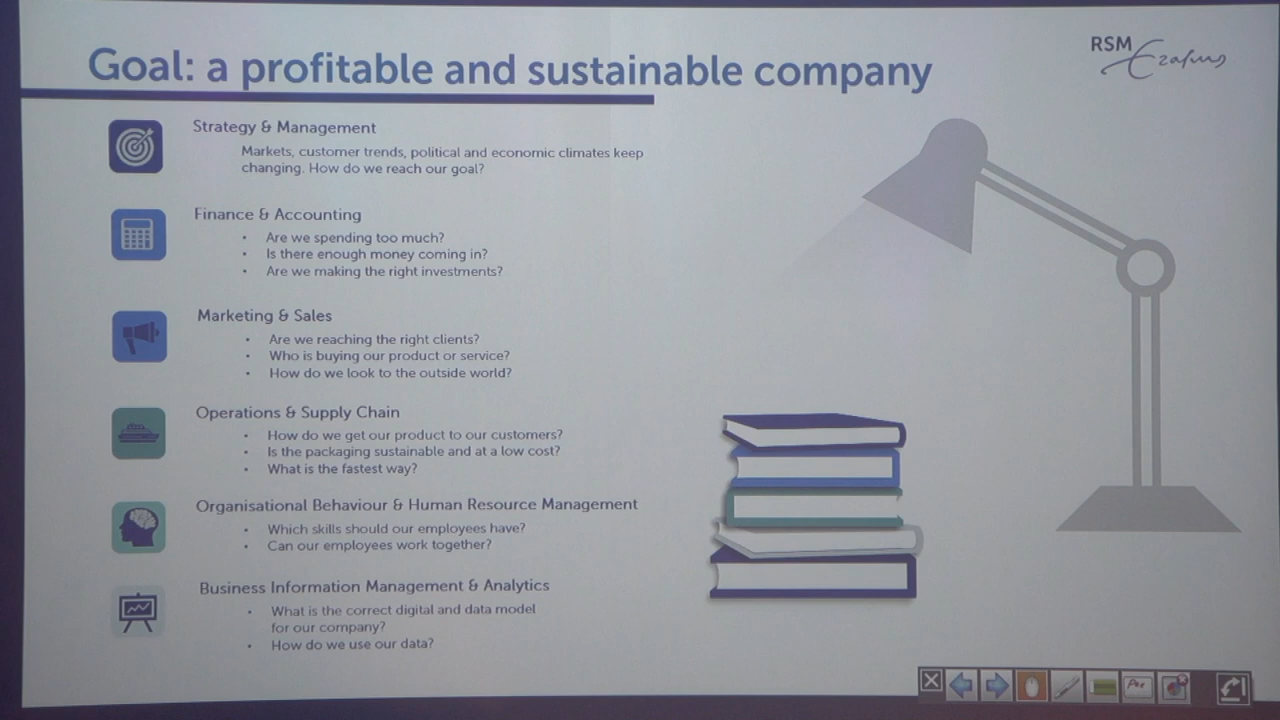 Goal: a profitable and sustainable company
RSM
Erasmus
Strategy & Management
Markets, customer trends, political and economic climates keep
changing. How do we reach our goal?
Finance & Accounting
• Are we spending too much?
• Is there enough money coming in?
• Are we making the right investments?
Marketing & Sales
• Are we reaching the right clients?
• Who is buying our product or service?
• How do we look to the outside world?
Operations & Supply Chain
• How do we get our product to our customers?
• Is the packaging sustainable and at a low cost?
• What is the fastest way?
Organisational Behaviour & Human Resource Management
• Which skills should our employees have?
• Can our employees work together?
Business Information Management & Analytics
• What is the correct digital and data model
for our company?
• How do we use our data?